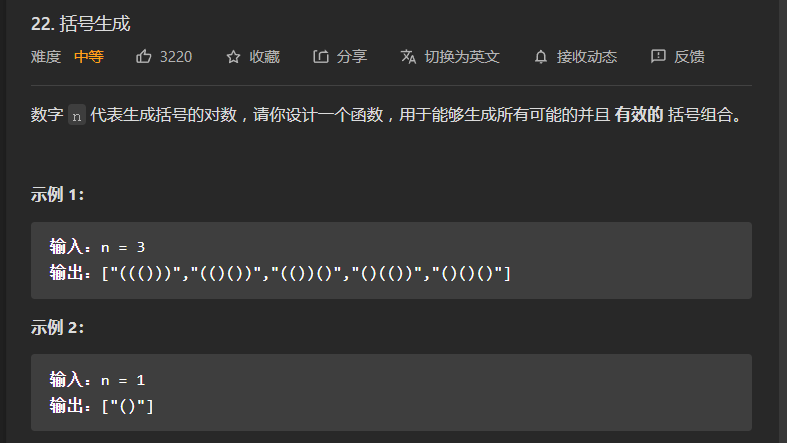 22. 括号生成
难度 中等 3220 收藏 分享 切换为英文 接收动态 反馈
数字 n 代表生成括号的对数，请你设计一个函数，用于能够生成所有可能的并且 有效的 括号组合。
示例 1：
输入：n = 3
输出：["((()))","(()())","(())()","()(())","()()()"]
示例 2：
输入：n = 1
输出：["()"]